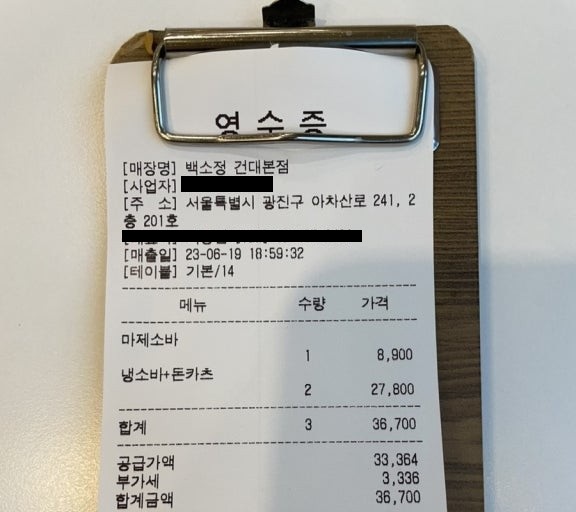 영 수 증
[매장명] 백소정 건대본점
[사업자]
[주 소] 서울특별시 광진구 아차산로 241, 2
층 201호
[매출일] 23-06-19 18:59:32
[테이블] 기본/14
메뉴 수량 가격
마제소바
1 8,900
냉소바+돈카츠
2 27,800
합계 3 36,700
공급가액 33,364
부가세 3,336
합계금액 36,700